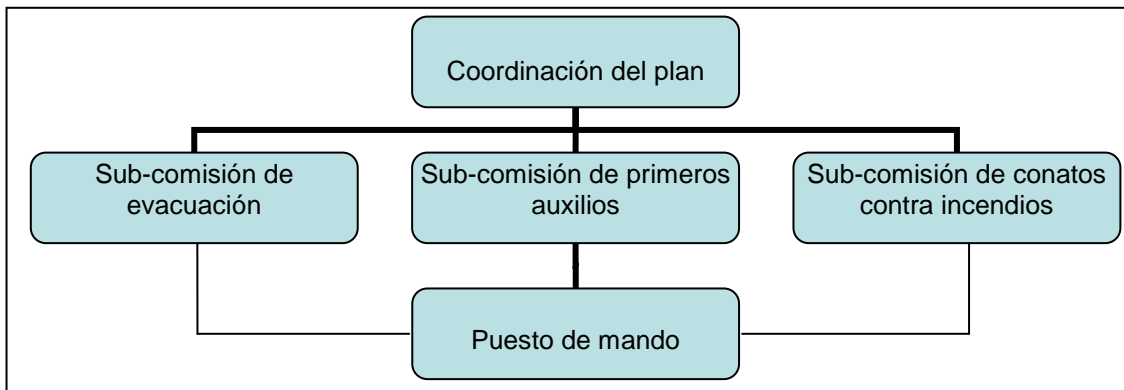 Coordinación del plan
Sub-comisión de
evacuación
Sub-comisión de primeros
auxilios
Sub-comisión de conatos
contra incendios
Puesto de mando